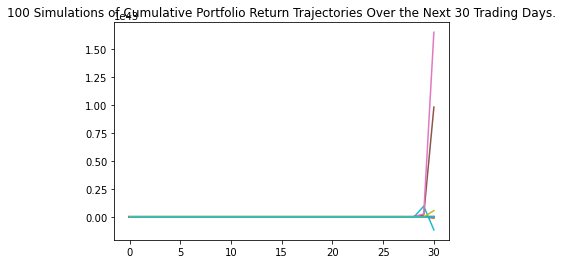 100 Simulations of Cumulative Portfolio Return Trajectories Over the Next 30 Trading Days.
1e43
1.50
1.25
1.00
0.75
0.50
0.25
0.00
0 5 10 15 20 25 30